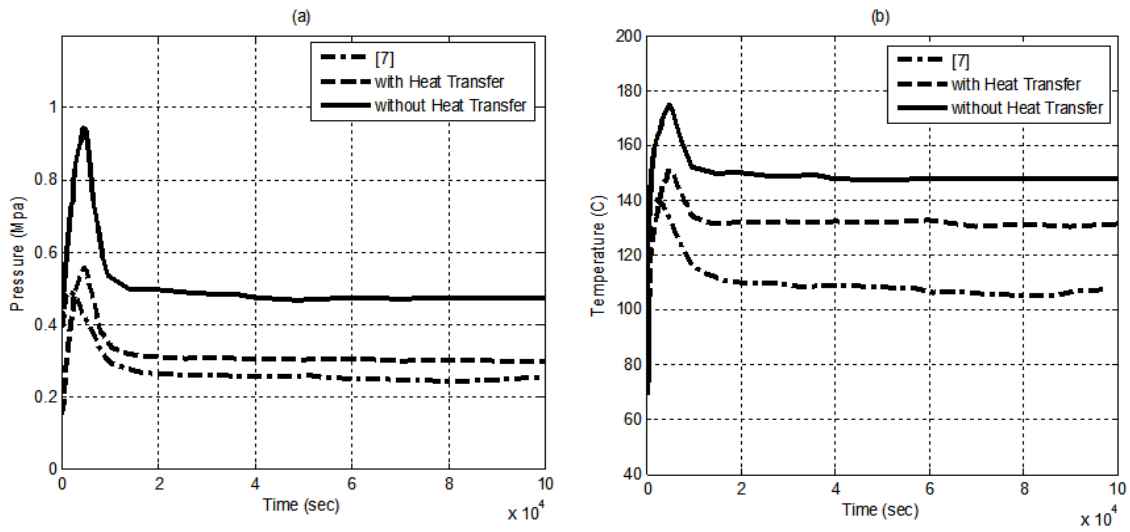 (a)
[7]
with Heat Transfer
without Heat Transfer
1
0.8
0.6
0.4
0.2
0
Pressure (Mpa)
0 2 4 6 8 10
Time (sec)
x 10^4
(b)
[7]
with Heat Transfer
without Heat Transfer
200
180
160
140
120
100
80
60
40
Temperature (C)
0 2 4 6 8 10
Time (sec)
x 10^4